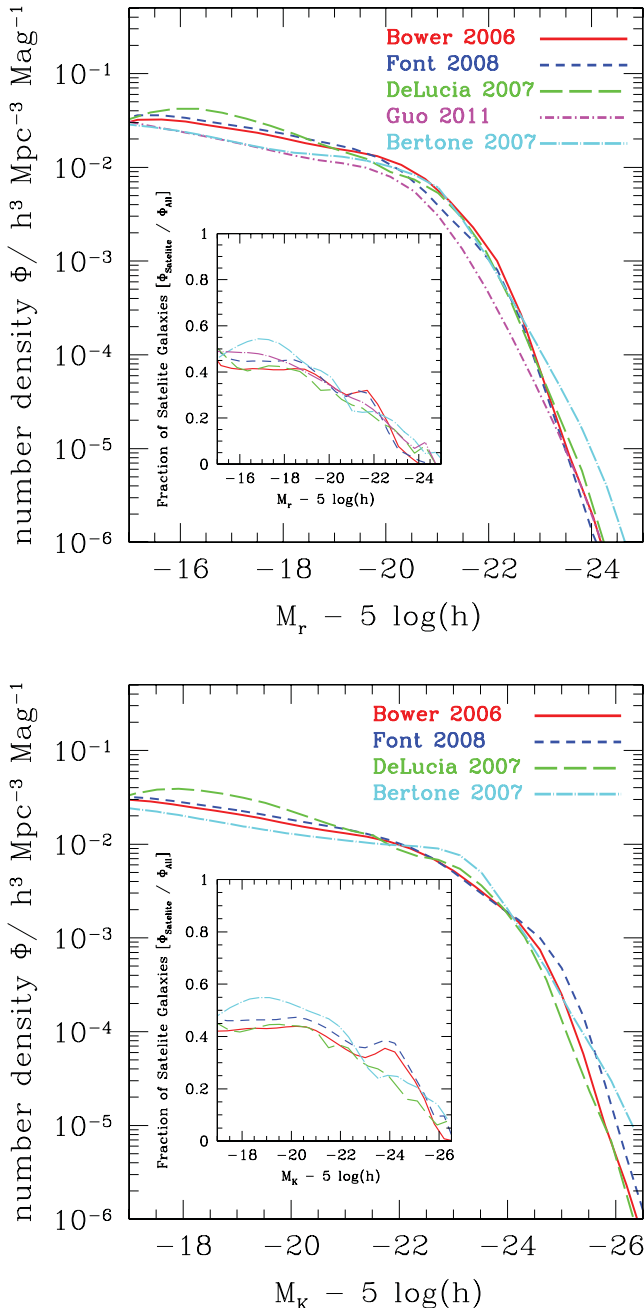 Bower 2006
Font 2008
DeLucia 2007
Guo 2011
Bertone 2007
number density Φ/ h³ Mpc⁻³ Mag⁻¹
10⁻¹
10⁻²
10⁻³
10⁻⁴
10⁻⁵
10⁻⁶
Fraction of Satelite Galaxies [Φ_Satelite / Φ_All]
1
0.8
0.6
0.4
0.2
0
−16 −18 −20 −22 −24
M_r − 5 log(h)
−16 −18 −20 −22 −24
M_r − 5 log(h)
Bower 2006
Font 2008
DeLucia 2007
Bertone 2007
number density Φ/ h³ Mpc⁻³ Mag⁻¹
10⁻¹
10⁻²
10⁻³
10⁻⁴
10⁻⁵
10⁻⁶
Fraction of Satelite Galaxies [Φ_Satelite / Φ_All]
1
0.8
0.6
0.4
0.2
0
−18 −20 −22 −24 −26
M_K − 5 log(h)
−18 −20 −22 −24 −26
M_K − 5 log(h)